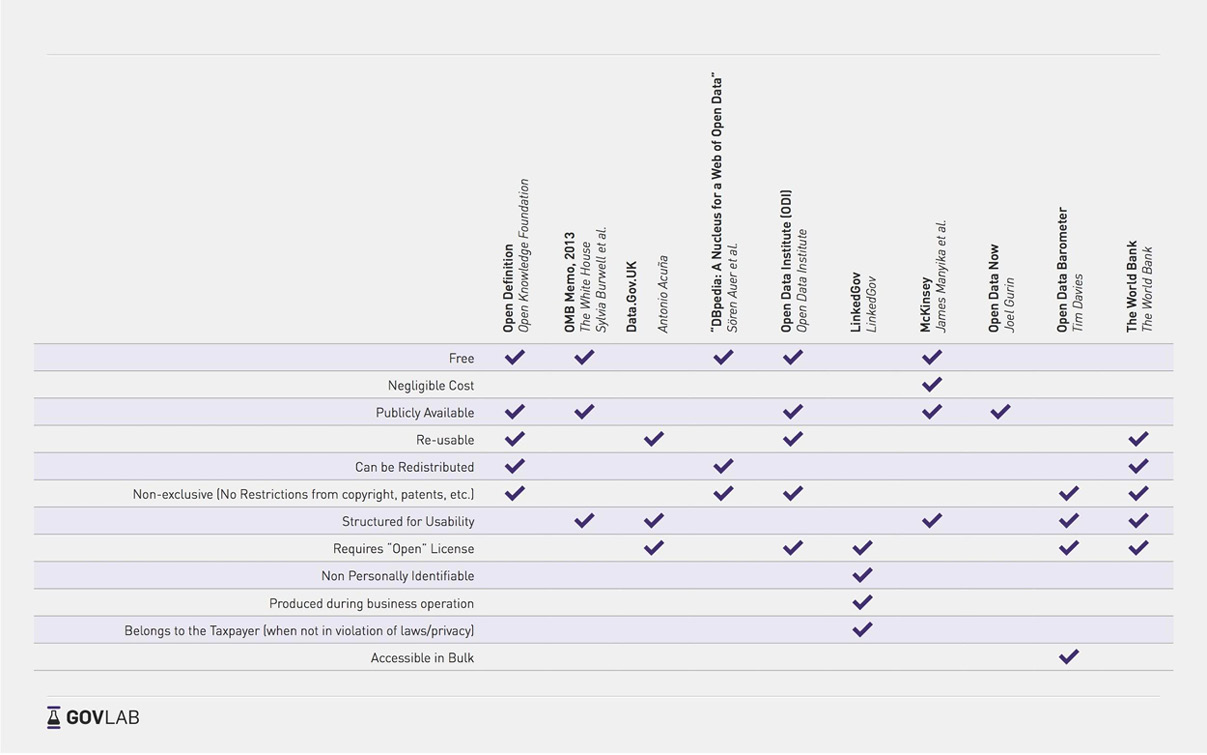 Open Definition
Open Knowledge Foundation
OMB Memo, 2013
The White House
Sylvia Burwell et al.
Data.Gov.UK
Antonio Acuña
“DBpedia: A Nucleus for a Web of Open Data”
Sören Auer et al.
Open Data Institute (ODI)
Open Data Institute
LinkedGov
LinkedGov
McKinsey
James Manyika et al.
Open Data Now
Joel Gurin
Open Data Barometer
Tim Davies
The World Bank
The World Bank
Free
Negligible Cost
Publicly Available
Re-usable
Can be Redistributed
Non-exclusive (No Restrictions from copyright, patents, etc.)
Structured for Usability
Requires “Open” License
Non Personally Identifiable
Produced during business operation
Belongs to the Taxpayer (when not in violation of laws/privacy)
Accessible in Bulk
GOVLAB